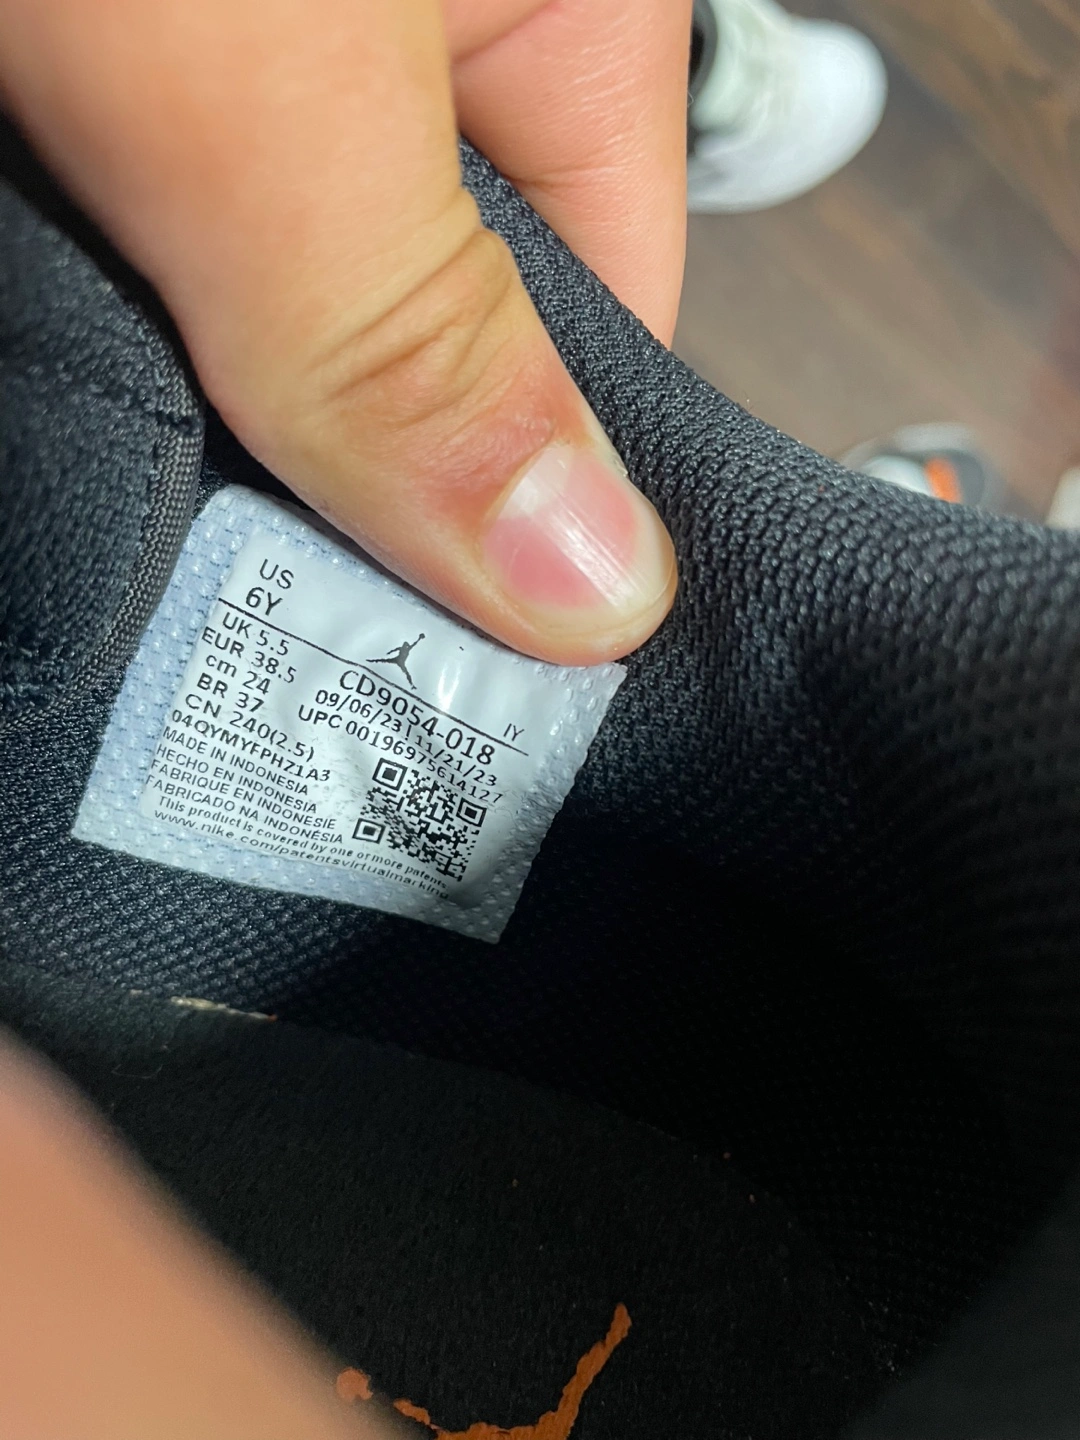 US
6Y
UK 5.5
EUR 38.5
cm 24
BR 37
CN 240(2.5)
04QYMYFPHZ1A3
CD9054-018
IY
09/06/23 11/21/23
UPC 00196975614127
MADE IN INDONESIA
HECHO EN INDONESIA
FABRIQUE EN INDONESIE
FABRICADO NA INDONÉSIA
This product is covered by one or more patents
www.nike.com/patentsvirtualmarking